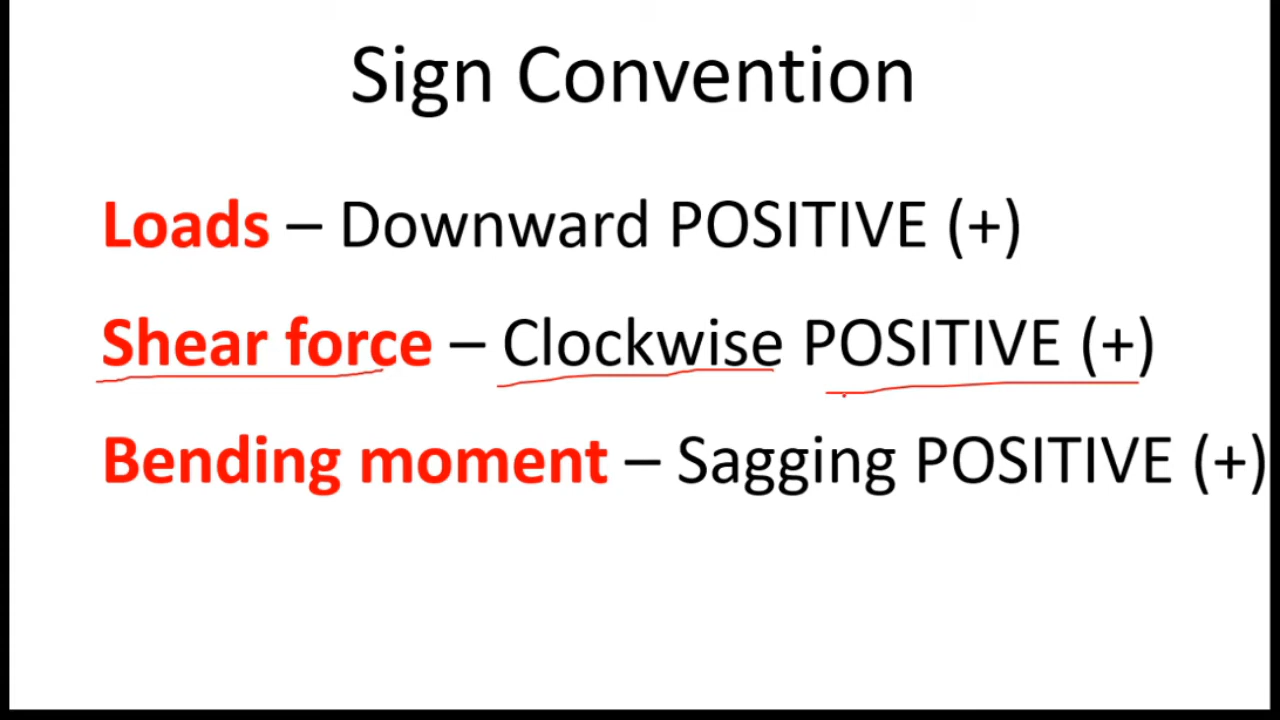 Sign Convention
Loads – Downward POSITIVE (+)
Shear force – Clockwise POSITIVE (+)
Bending moment – Sagging POSITIVE (+)